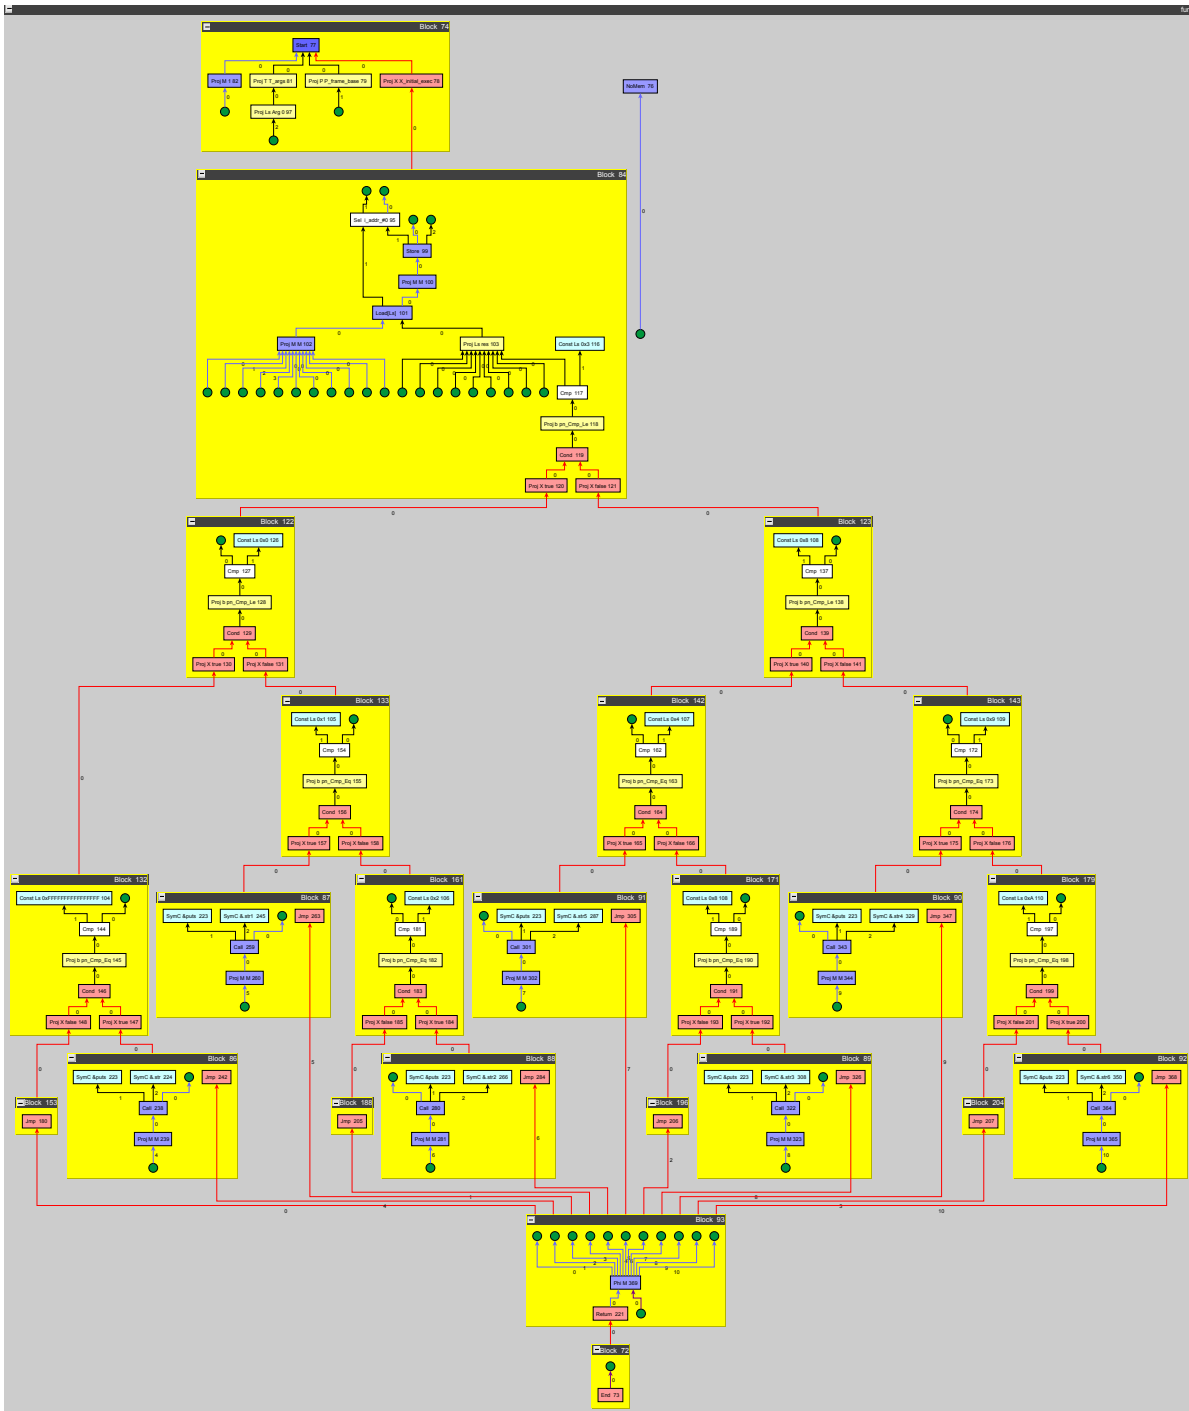 fun
Block 74
Start 77
Proj M 1 82
Proj T T_args 81
Proj P P_frame_base 79
Proj X X_initial_exec 78
Proj Ls Arg 0 97
NoMem 76
Block 84
Sel i_addr_#0 95
Store 99
Proj M M 100
Load[Ls] 101
Proj M M 102
Proj Ls res 103
Const Ls 0x3 116
Cmp 117
Proj b pn_Cmp_Le 118
Cond 119
Proj X true 120
Proj X false 121
Block 122
Const Ls 0x0 126
Cmp 127
Proj b pn_Cmp_Le 128
Cond 129
Proj X true 130
Proj X false 131
Block 123
Const Ls 0x8 108
Cmp 137
Proj b pn_Cmp_Le 138
Cond 139
Proj X true 140
Proj X false 141
Block 133
Const Ls 0x1 105
Cmp 154
Proj b pn_Cmp_Eq 155
Cond 156
Proj X true 157
Proj X false 158
Block 142
Const Ls 0x4 107
Cmp 162
Proj b pn_Cmp_Eq 163
Cond 164
Proj X true 165
Proj X false 166
Block 143
Const Ls 0x9 109
Cmp 172
Proj b pn_Cmp_Eq 173
Cond 174
Proj X true 175
Proj X false 176
Block 132
Const Ls 0xFFFFFFFFFFFFFFFF 104
Cmp 144
Proj b pn_Cmp_Eq 145
Cond 146
Proj X false 148
Proj X true 147
Block 87
SymC &puts 223
SymC &.str1 245
Jmp 263
Call 259
Proj M M 260
Block 161
Const Ls 0x2 106
Cmp 181
Proj b pn_Cmp_Eq 182
Cond 183
Proj X false 185
Proj X true 184
Block 91
SymC &puts 223
SymC &.str5 287
Jmp 305
Call 301
Proj M M 302
Block 171
Const Ls 0x8 108
Cmp 189
Proj b pn_Cmp_Eq 190
Cond 191
Proj X false 193
Proj X true 192
Block 90
SymC &puts 223
SymC &.str4 329
Jmp 347
Call 343
Proj M M 344
Block 179
Const Ls 0xA 110
Cmp 197
Proj b pn_Cmp_Eq 198
Cond 199
Proj X false 201
Proj X true 200
Block 153
Jmp 180
Block 86
SymC &puts 223
SymC &.str 224
Jmp 242
Call 238
Proj M M 239
Block 188
Jmp 205
Block 88
SymC &puts 223
SymC &.str2 266
Jmp 284
Call 280
Proj M M 281
Block 196
Jmp 206
Block 89
SymC &puts 223
SymC &.str3 308
Jmp 326
Call 322
Proj M M 323
Block 204
Jmp 207
Block 92
SymC &puts 223
SymC &.str6 350
Jmp 368
Call 364
Proj M M 365
Block 93
Phi M 369
Return 221
Block 72
End 73